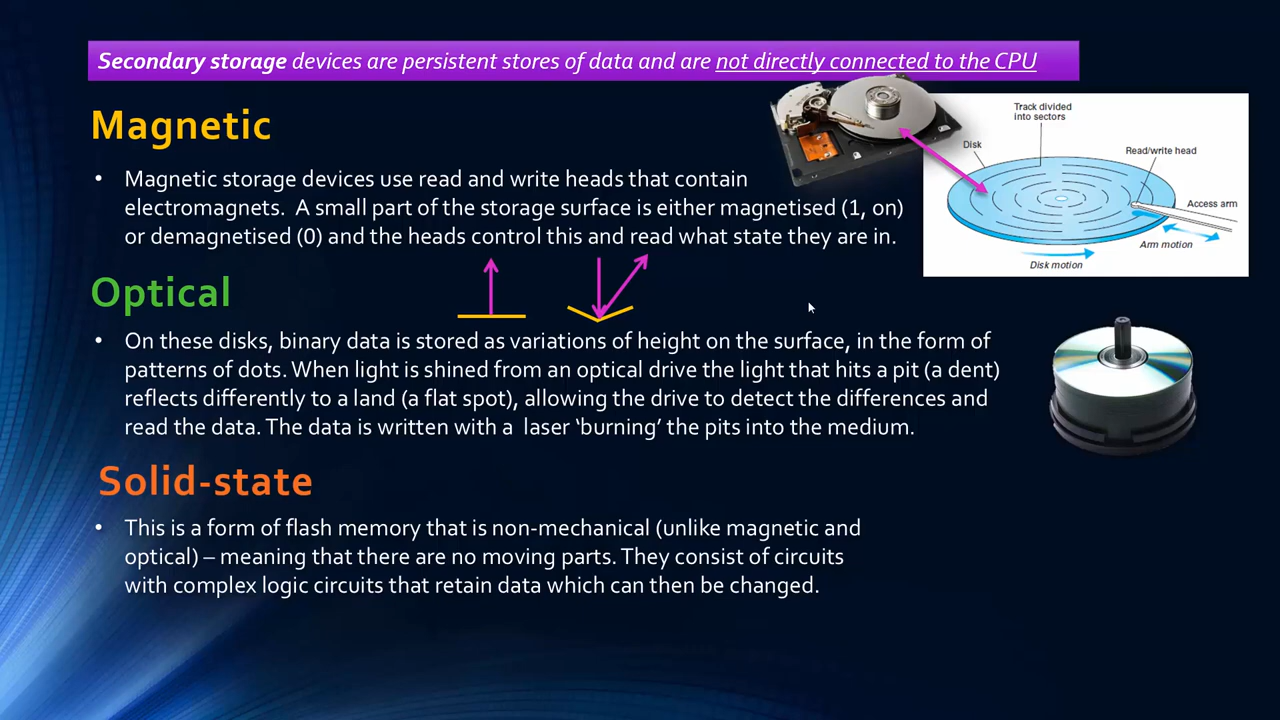 Secondary storage devices are persistent stores of data and are not directly connected to the CPU
Magnetic
• Magnetic storage devices use read and write heads that contain
electromagnets. A small part of the storage surface is either magnetised (1, on)
or demagnetised (0) and the heads control this and read what state they are in.
Track divided
into sectors
Disk
Read/write head
Access arm
Arm motion
Disk motion
Optical
• On these disks, binary data is stored as variations of height on the surface, in the form of
patterns of dots. When light is shined from an optical drive the light that hits a pit (a dent)
reflects differently to a land (a flat spot), allowing the drive to detect the differences and
read the data. The data is written with a laser ‘burning’ the pits into the medium.
Solid-state
• This is a form of flash memory that is non-mechanical (unlike magnetic and
optical) – meaning that there are no moving parts. They consist of circuits
with complex logic circuits that retain data which can then be changed.